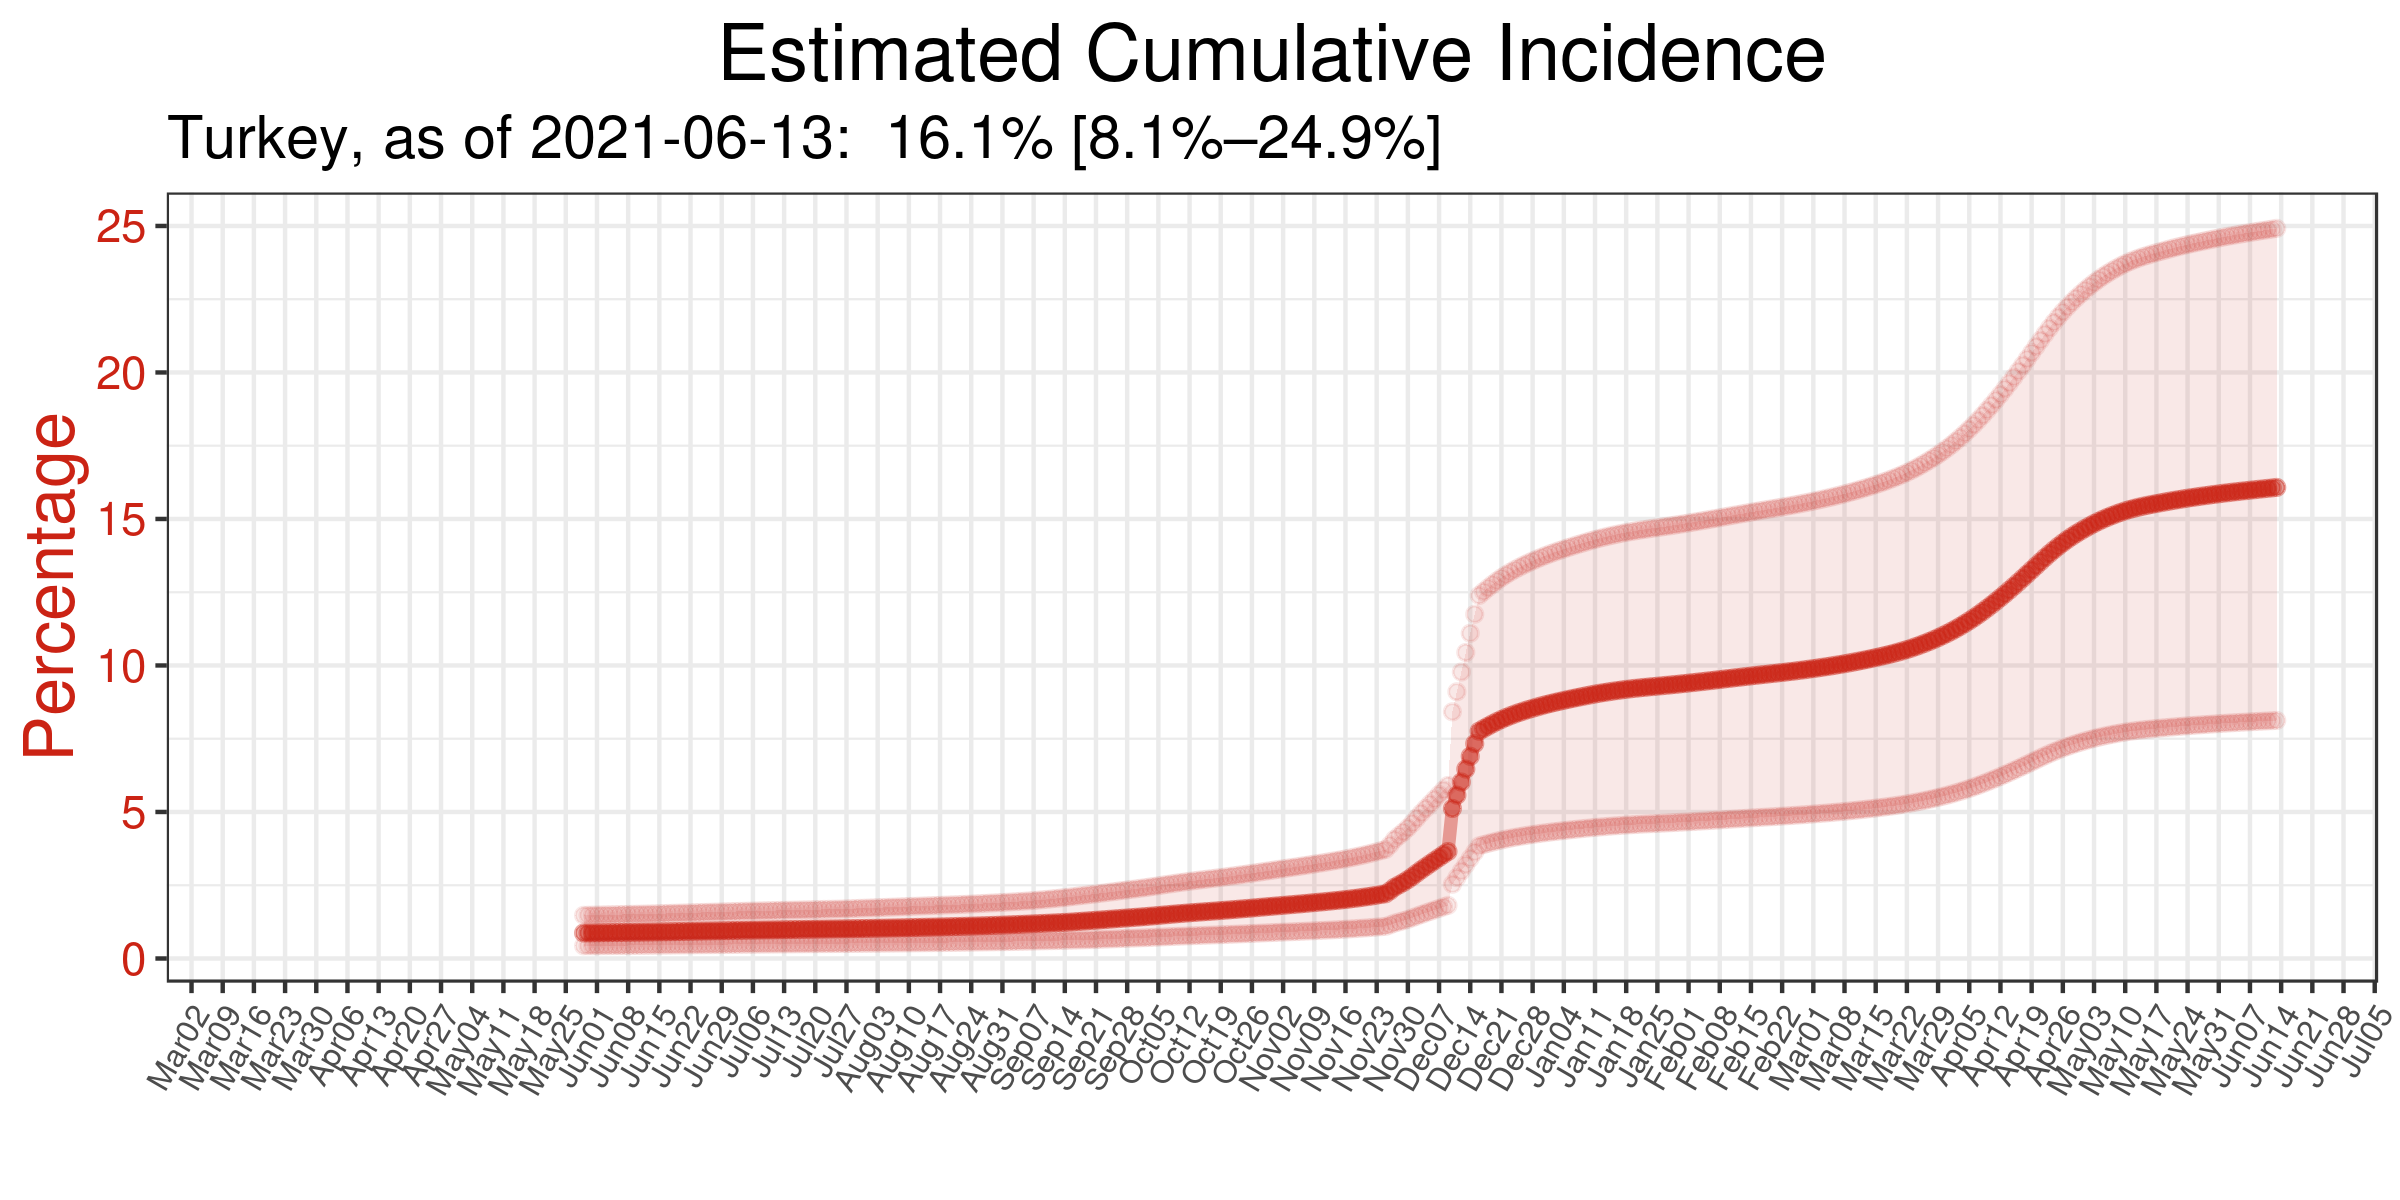 Estimated Cumulative Incidence
Turkey, as of 2021-06-13:  16.1% [8.1%–24.9%]
Percentage
25
20
15
10
5
0
Mar02 Mar09 Mar16 Mar23 Mar30 Apr06 Apr13 Apr20 Apr27 May04 May11 May18 May25 Jun01 Jun08 Jun15 Jun22 Jun29 Jul06 Jul13 Jul20 Jul27 Aug03 Aug10 Aug17 Aug24 Aug31 Sep07 Sep14 Sep21 Sep28 Oct05 Oct12 Oct19 Oct26 Nov02 Nov09 Nov16 Nov23 Nov30 Dec07 Dec14 Dec21 Dec28 Jan04 Jan11 Jan18 Jan25 Feb01 Feb08 Feb15 Feb22 Mar01 Mar08 Mar15 Mar22 Mar29 Apr05 Apr12 Apr19 Apr26 May03 May10 May17 May24 May31 Jun07 Jun14 Jun21 Jun28 Jul05